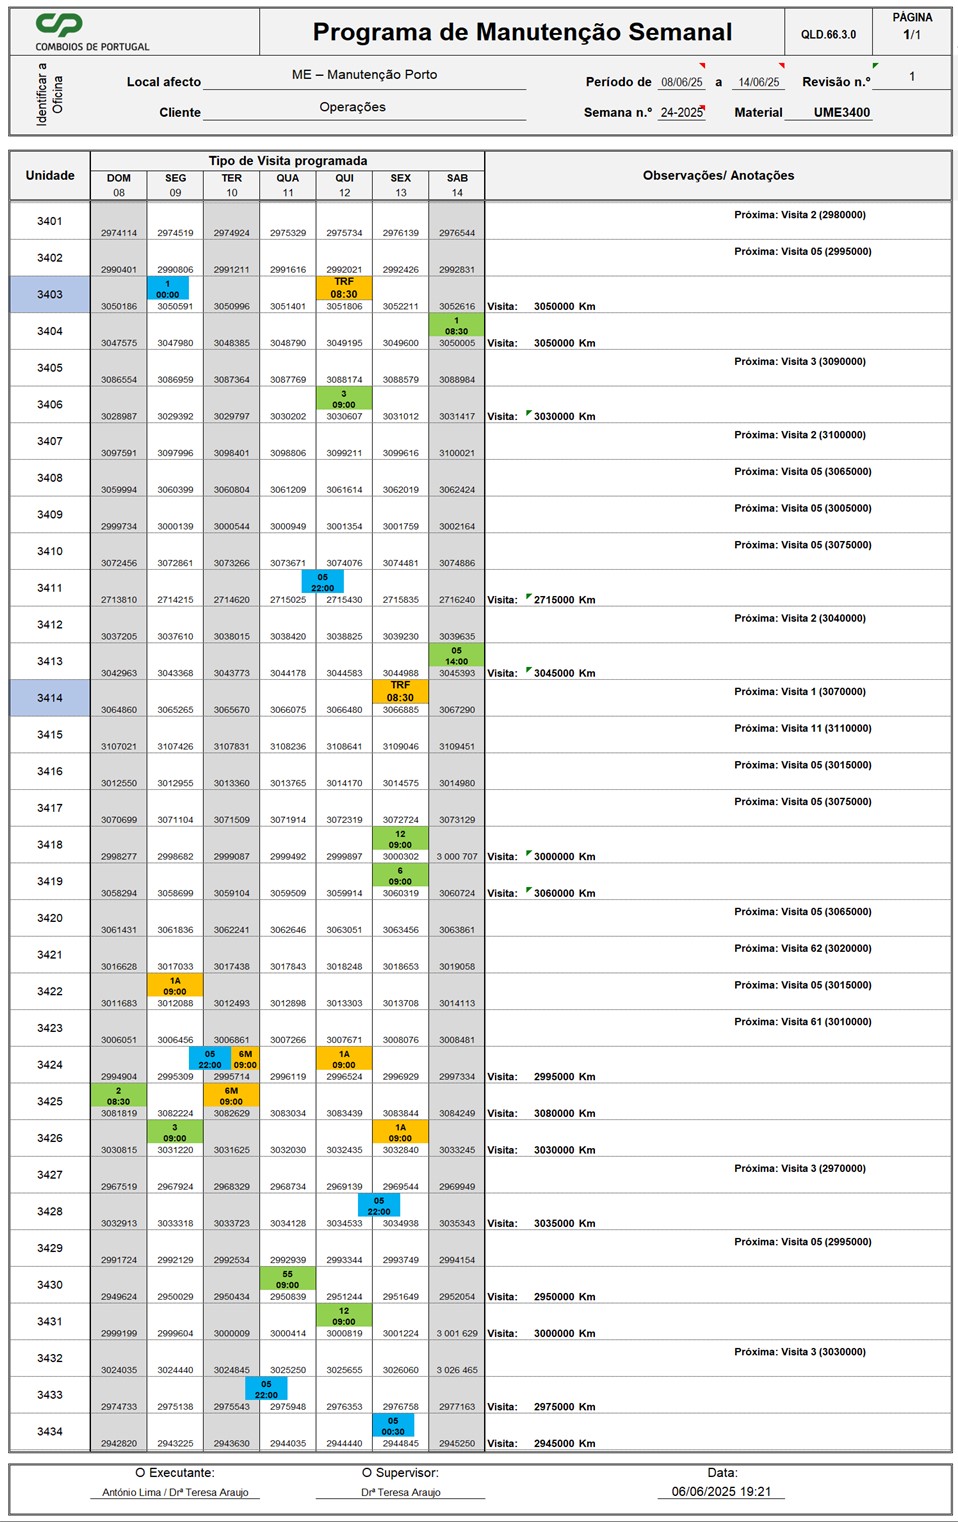 CP
COMBOIOS DE PORTUGAL
Programa de Manutenção Semanal
QLD.66.3.0
PÁGINA
1/1
Identificar a Oficina
Local afecto ME – Manutenção Porto
Período de 08/06/25 a 14/06/25 Revisão n.º 1
Cliente Operações
Semana n.º 24-2025 Material UME3400
Unidade Tipo de Visita programada Observações/ Anotações
DOM SEG TER QUA QUI SEX SAB
08 09 10 11 12 13 14
3401 Próxima: Visita 2 (2980000)
2974114 2974519 2974924 2975329 2975734 2976139 2976544
3402 Próxima: Visita 05 (2995000)
2990401 2990806 2991211 2991616 2992021 2992426 2992831
3403 1 00:00 TRF 08:30
3050186 3050591 3050996 3051401 3051806 3052211 3052616 Visita: 3050000 Km
3404 1 08:30
3047575 3047980 3048385 3048790 3049195 3049600 3050005 Visita: 3050000 Km
3405 Próxima: Visita 3 (3090000)
3086554 3086959 3087364 3087769 3088174 3088579 3088984
3406 3 09:00
3028987 3029392 3029797 3030202 3030607 3031012 3031417 Visita: 3030000 Km
3407 Próxima: Visita 2 (3100000)
3097591 3097996 3098401 3098806 3099211 3099616 3100021
3408 Próxima: Visita 05 (3065000)
3059994 3060399 3060804 3061209 3061614 3062019 3062424
3409 Próxima: Visita 05 (3005000)
2999734 3000139 3000544 3000949 3001354 3001759 3002164
3410 Próxima: Visita 05 (3075000)
3072456 3072861 3073266 3073671 3074076 3074481 3074886
3411 05 22:00
2713810 2714215 2714620 2715025 2715430 2715835 2716240 Visita: 2715000 Km
3412 Próxima: Visita 2 (3040000)
3037205 3037610 3038015 3038420 3038825 3039230 3039635
3413 05 14:00
3042963 3043368 3043773 3044178 3044583 3044988 3045393 Visita: 3045000 Km
3414 TRF 08:30 Próxima: Visita 1 (3070000)
3064860 3065265 3065670 3066075 3066480 3066885 3067290
3415 Próxima: Visita 11 (3110000)
3107021 3107426 3107831 3108236 3108641 3109046 3109451
3416 Próxima: Visita 05 (3015000)
3012550 3012955 3013360 3013765 3014170 3014575 3014980
3417 Próxima: Visita 05 (3075000)
3070699 3071104 3071509 3071914 3072319 3072724 3073129
3418 12 09:00
2998277 2998682 2999087 2999492 2999897 3000302 3 000 707 Visita: 3000000 Km
3419 6 09:00
3058294 3058699 3059104 3059509 3059914 3060319 3060724 Visita: 3060000 Km
3420 Próxima: Visita 05 (3065000)
3061431 3061836 3062241 3062646 3063051 3063456 3063861
3421 Próxima: Visita 62 (3020000)
3016628 3017033 3017438 3017843 3018248 3018653 3019058
3422 1A 09:00 Próxima: Visita 05 (3015000)
3011683 3012088 3012493 3012898 3013303 3013708 3014113
3423 Próxima: Visita 61 (3010000)
3006051 3006456 3006861 3007266 3007671 3008076 3008481
3424 05 22:00 6M 09:00 1A 09:00
2994904 2995309 2995714 2996119 2996524 2996929 2997334 Visita: 2995000 Km
3425 2 08:30 6M 09:00
3081819 3082224 3082629 3083034 3083439 3083844 3084249 Visita: 3080000 Km
3426 3 09:00 1A 09:00
3030815 3031220 3031625 3032030 3032435 3032840 3033245 Visita: 3030000 Km
3427 Próxima: Visita 3 (2970000)
2967519 2967924 2968329 2968734 2969139 2969544 2969949
3428 05 22:00
3032913 3033318 3033723 3034128 3034533 3034938 3035343 Visita: 3035000 Km
3429 Próxima: Visita 05 (2995000)
2991724 2992129 2992534 2992939 2993344 2993749 2994154
3430 55 09:00
2949624 2950029 2950434 2950839 2951244 2951649 2952054 Visita: 2950000 Km
3431 12 09:00
2999199 2999604 3000009 3000414 3000819 3001224 3 001 629 Visita: 3000000 Km
3432 Próxima: Visita 3 (3030000)
3024035 3024440 3024845 3025250 3025655 3026060 3 026 465
3433 05 22:00
2974733 2975138 2975543 2975948 2976353 2976758 2977163 Visita: 2975000 Km
3434 05 00:30
2942820 2943225 2943630 2944035 2944440 2944845 2945250 Visita: 2945000 Km
O Executante: O Supervisor: Data:
António Lima / Drª Teresa Araujo Drª Teresa Araujo 06/06/2025 19:21